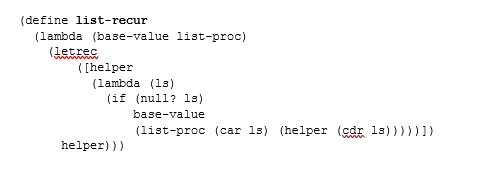 (define list-recur
(lambda (base-value list-proc)
(letrec
([helper
(lambda (ls)
(if (null? ls)
base-value
(list-proc (car ls) (helper (cdr ls)))))])
helper)))